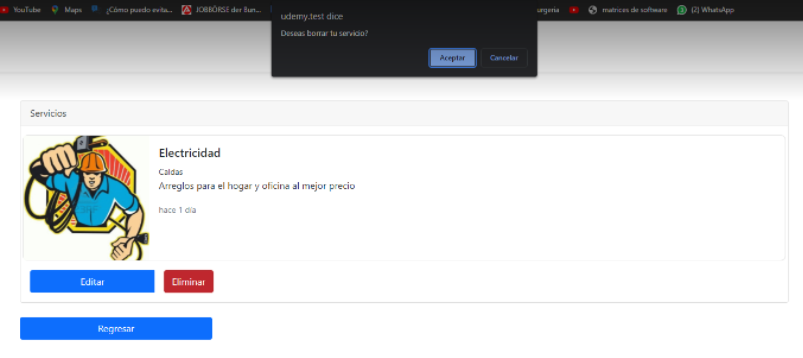 YouTube
Maps
¿Cómo puedo evita...
JOBBÖRSE der Bun...
matrices de software
(2) WhatsApp
udemy.test dice
Deseas borrar tu servicio?
Aceptar
Cancelar
Servicios
Electricidad
Caldas
Arreglos para el hogar y oficina al mejor precio
hace 1 día
Editar
Eliminar
Regresar